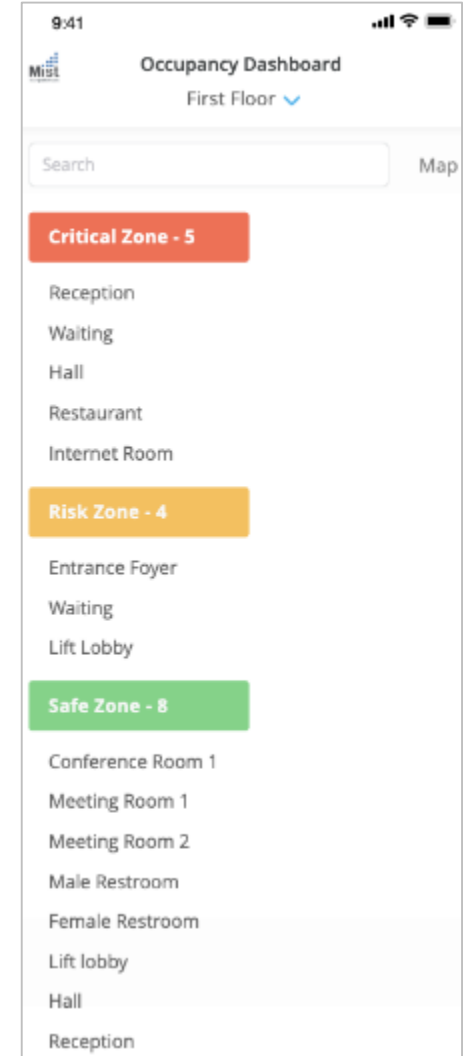 9:41
Mist
Occupancy Dashboard
First Floor
Search
Map
Critical Zone - 5
Reception
Waiting
Hall
Restaurant
Internet Room
Risk Zone - 4
Entrance Foyer
Waiting
Lift Lobby
Safe Zone - 8
Conference Room 1
Meeting Room 1
Meeting Room 2
Male Restroom
Female Restroom
Lift lobby
Hall
Reception